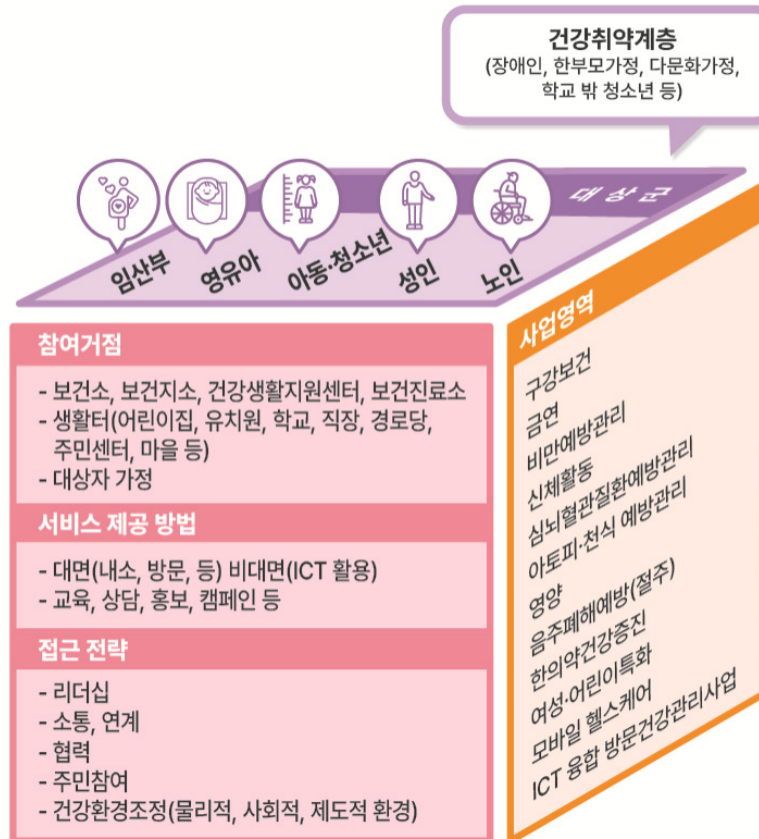 건강취약계층
(장애인, 한부모가정, 다문화가정,
학교 밖 청소년 등)
대상군
임산부
영유아
아동·청소년
성인
노인
참여거점
- 보건소, 보건지소, 건강생활지원센터, 보건진료소
- 생활터(어린이집, 유치원, 학교, 직장, 경로당,
주민센터, 마을 등)
- 대상자 가정
서비스 제공 방법
- 대면(내소, 방문, 등) 비대면(ICT 활용)
- 교육, 상담, 홍보, 캠페인 등
접근 전략
- 리더십
- 소통, 연계
- 협력
- 주민참여
- 건강환경조정(물리적, 사회적, 제도적 환경)
사업영역
구강보건
금연
비만예방관리
신체활동
심뇌혈관질환예방관리
아토피·천식 예방관리
영양
음주폐해예방(절주)
한의약건강증진
여성·어린이특화
모바일 헬스케어
ICT 융합 방문건강관리사업